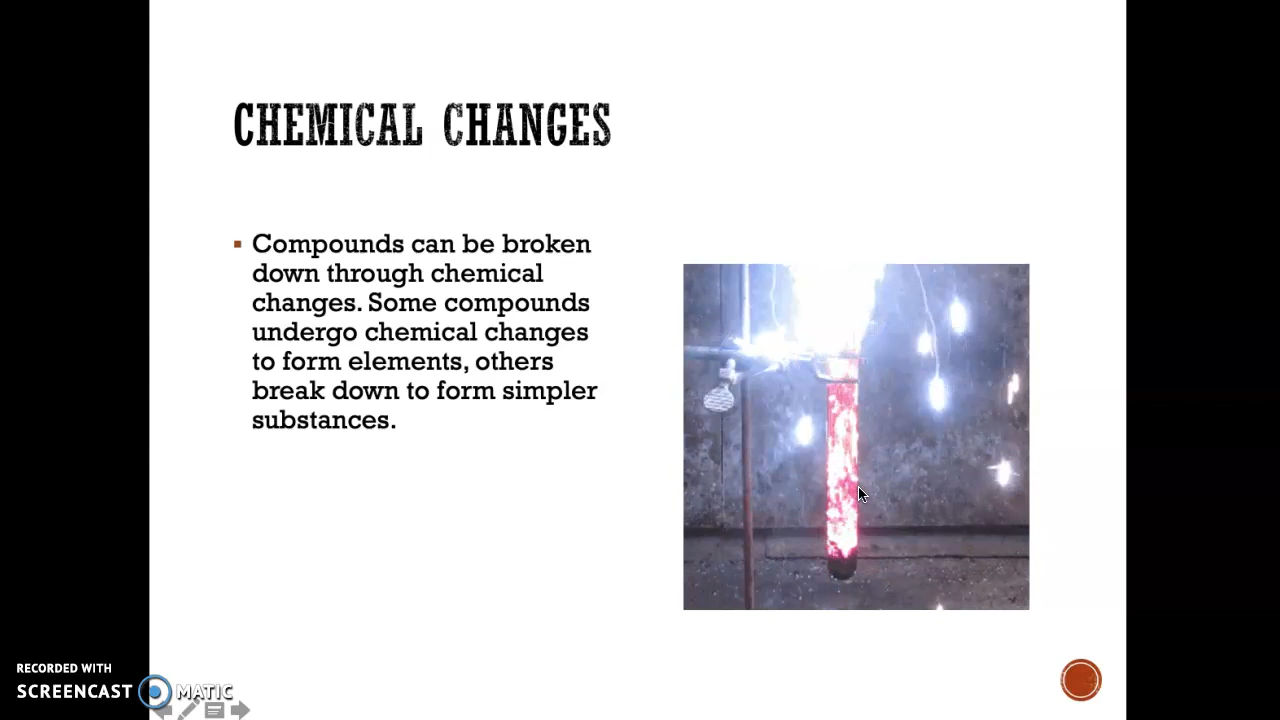 CHEMICAL CHANGES
Compounds can be broken
down through chemical
changes. Some compounds
undergo chemical changes
to form elements, others
break down to form simpler
substances.
RECORDED WITH
SCREENCAST MATIC